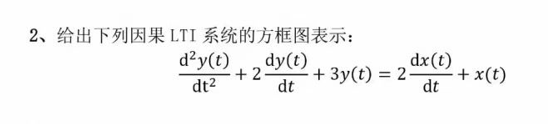 2、给出下列因果 LTI 系统的方框图表示:
d²y(t)/dt² + 2 dy(t)/dt + 3y(t) = 2 dx(t)/dt + x(t)